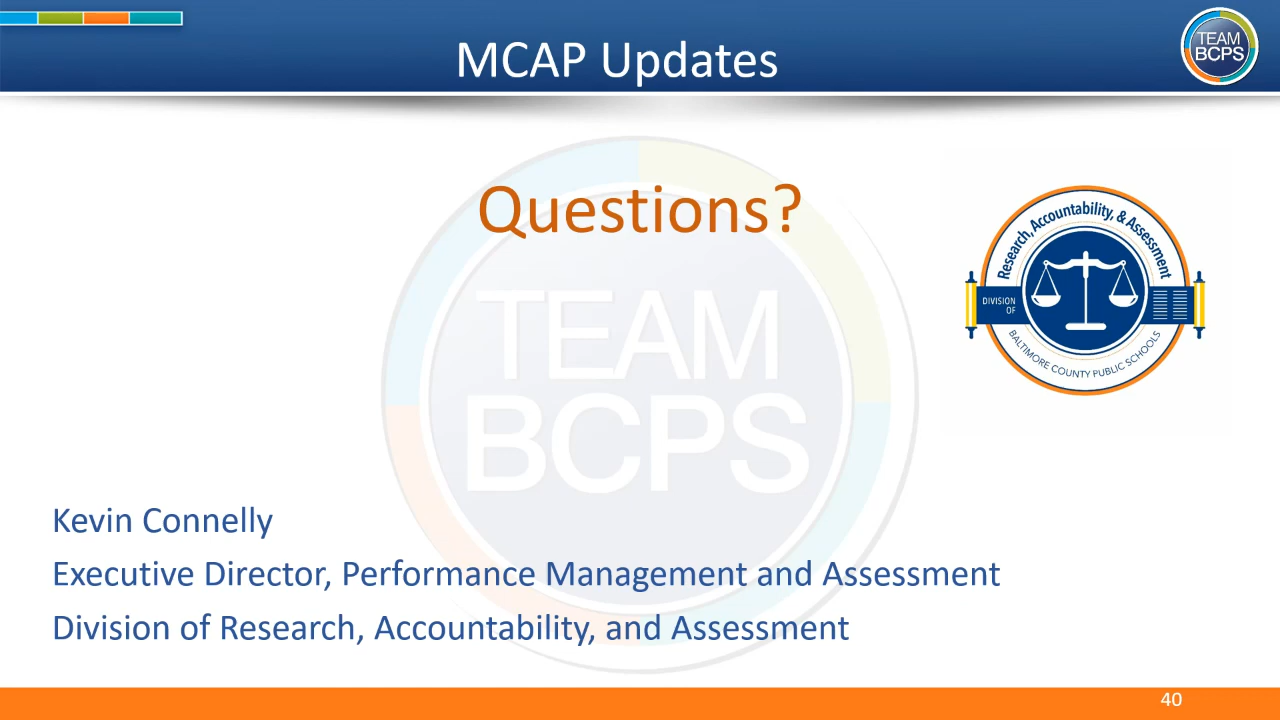 MCAP Updates
TEAM
BCPS
Questions?
Research, Accountability, & Assessment
DIVISION
OF
BALTIMORE COUNTY PUBLIC SCHOOLS
TEAM
BCPS
Kevin Connelly
Executive Director, Performance Management and Assessment
Division of Research, Accountability, and Assessment
40